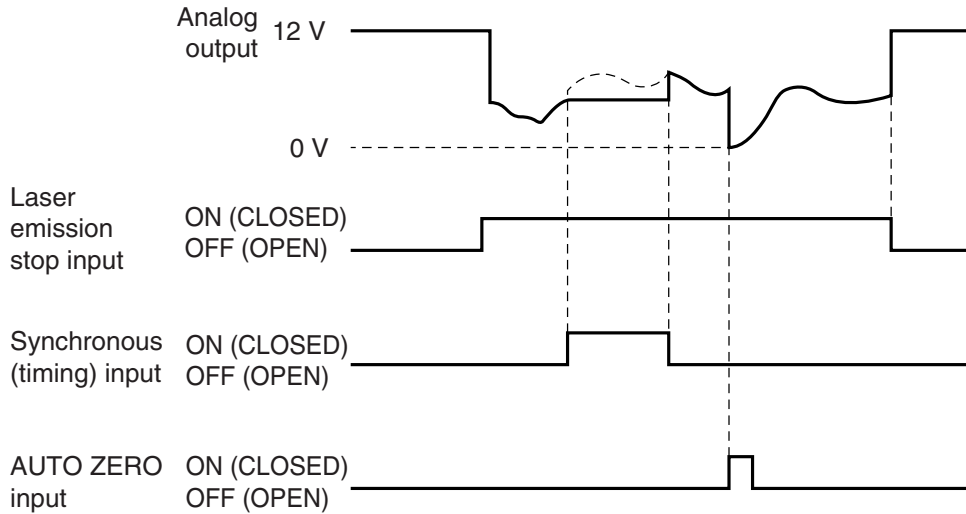 Analog
output
12 V
0 V
Laser
emission
stop input
ON (CLOSED)
OFF (OPEN)
Synchronous
(timing) input
ON (CLOSED)
OFF (OPEN)
AUTO ZERO
input
ON (CLOSED)
OFF (OPEN)